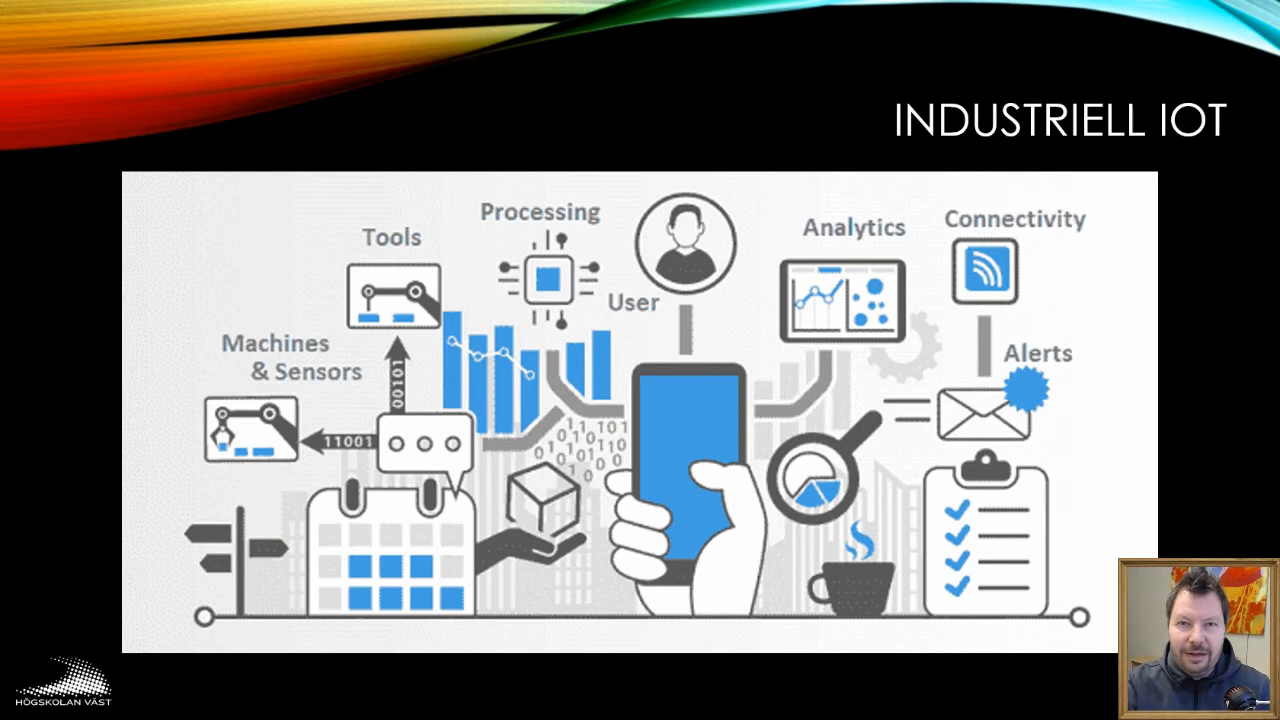 INDUSTRIELL IOT
Processing
Tools
User
Analytics
Connectivity
Machines
& Sensors
Alerts
10100
11001
HÖGSKOLAN VÄST